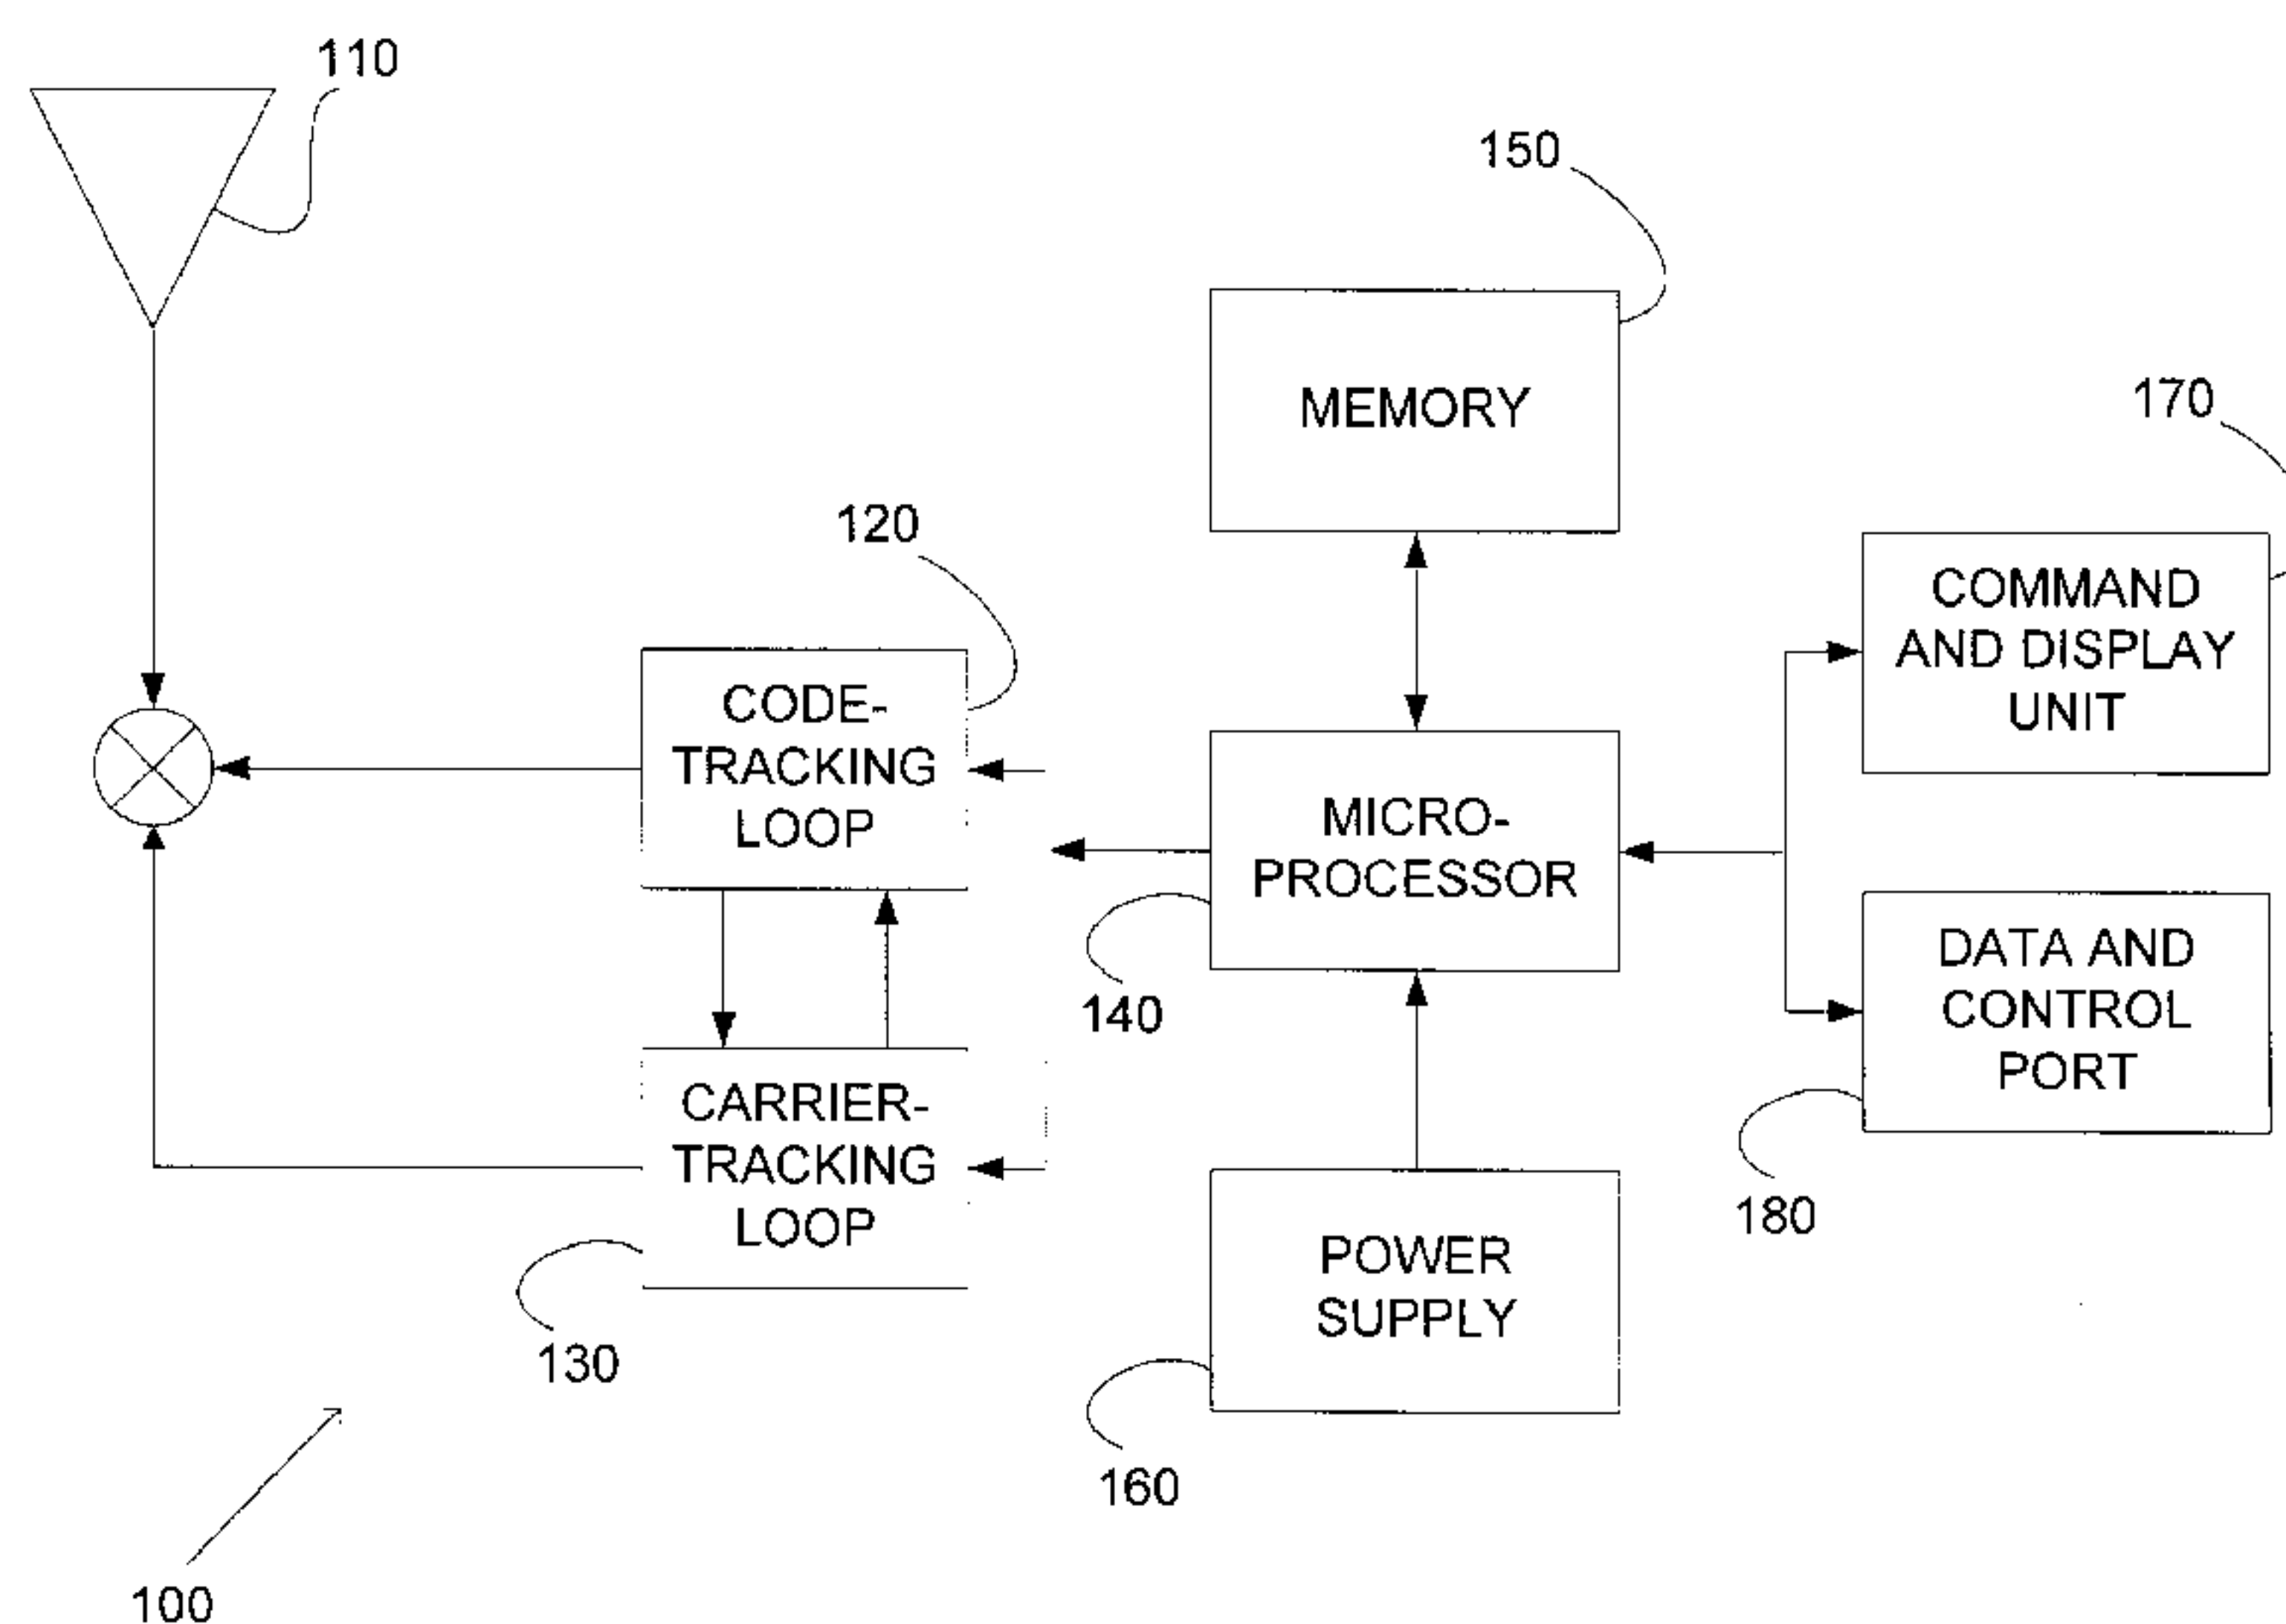 110
150
MEMORY
170
120
COMMAND
AND DISPLAY
UNIT
CODE-
TRACKING
LOOP
MICRO-
PROCESSOR
140
DATA AND
CONTROL
PORT
CARRIER-
TRACKING
LOOP
180
POWER
SUPPLY
130
160
100